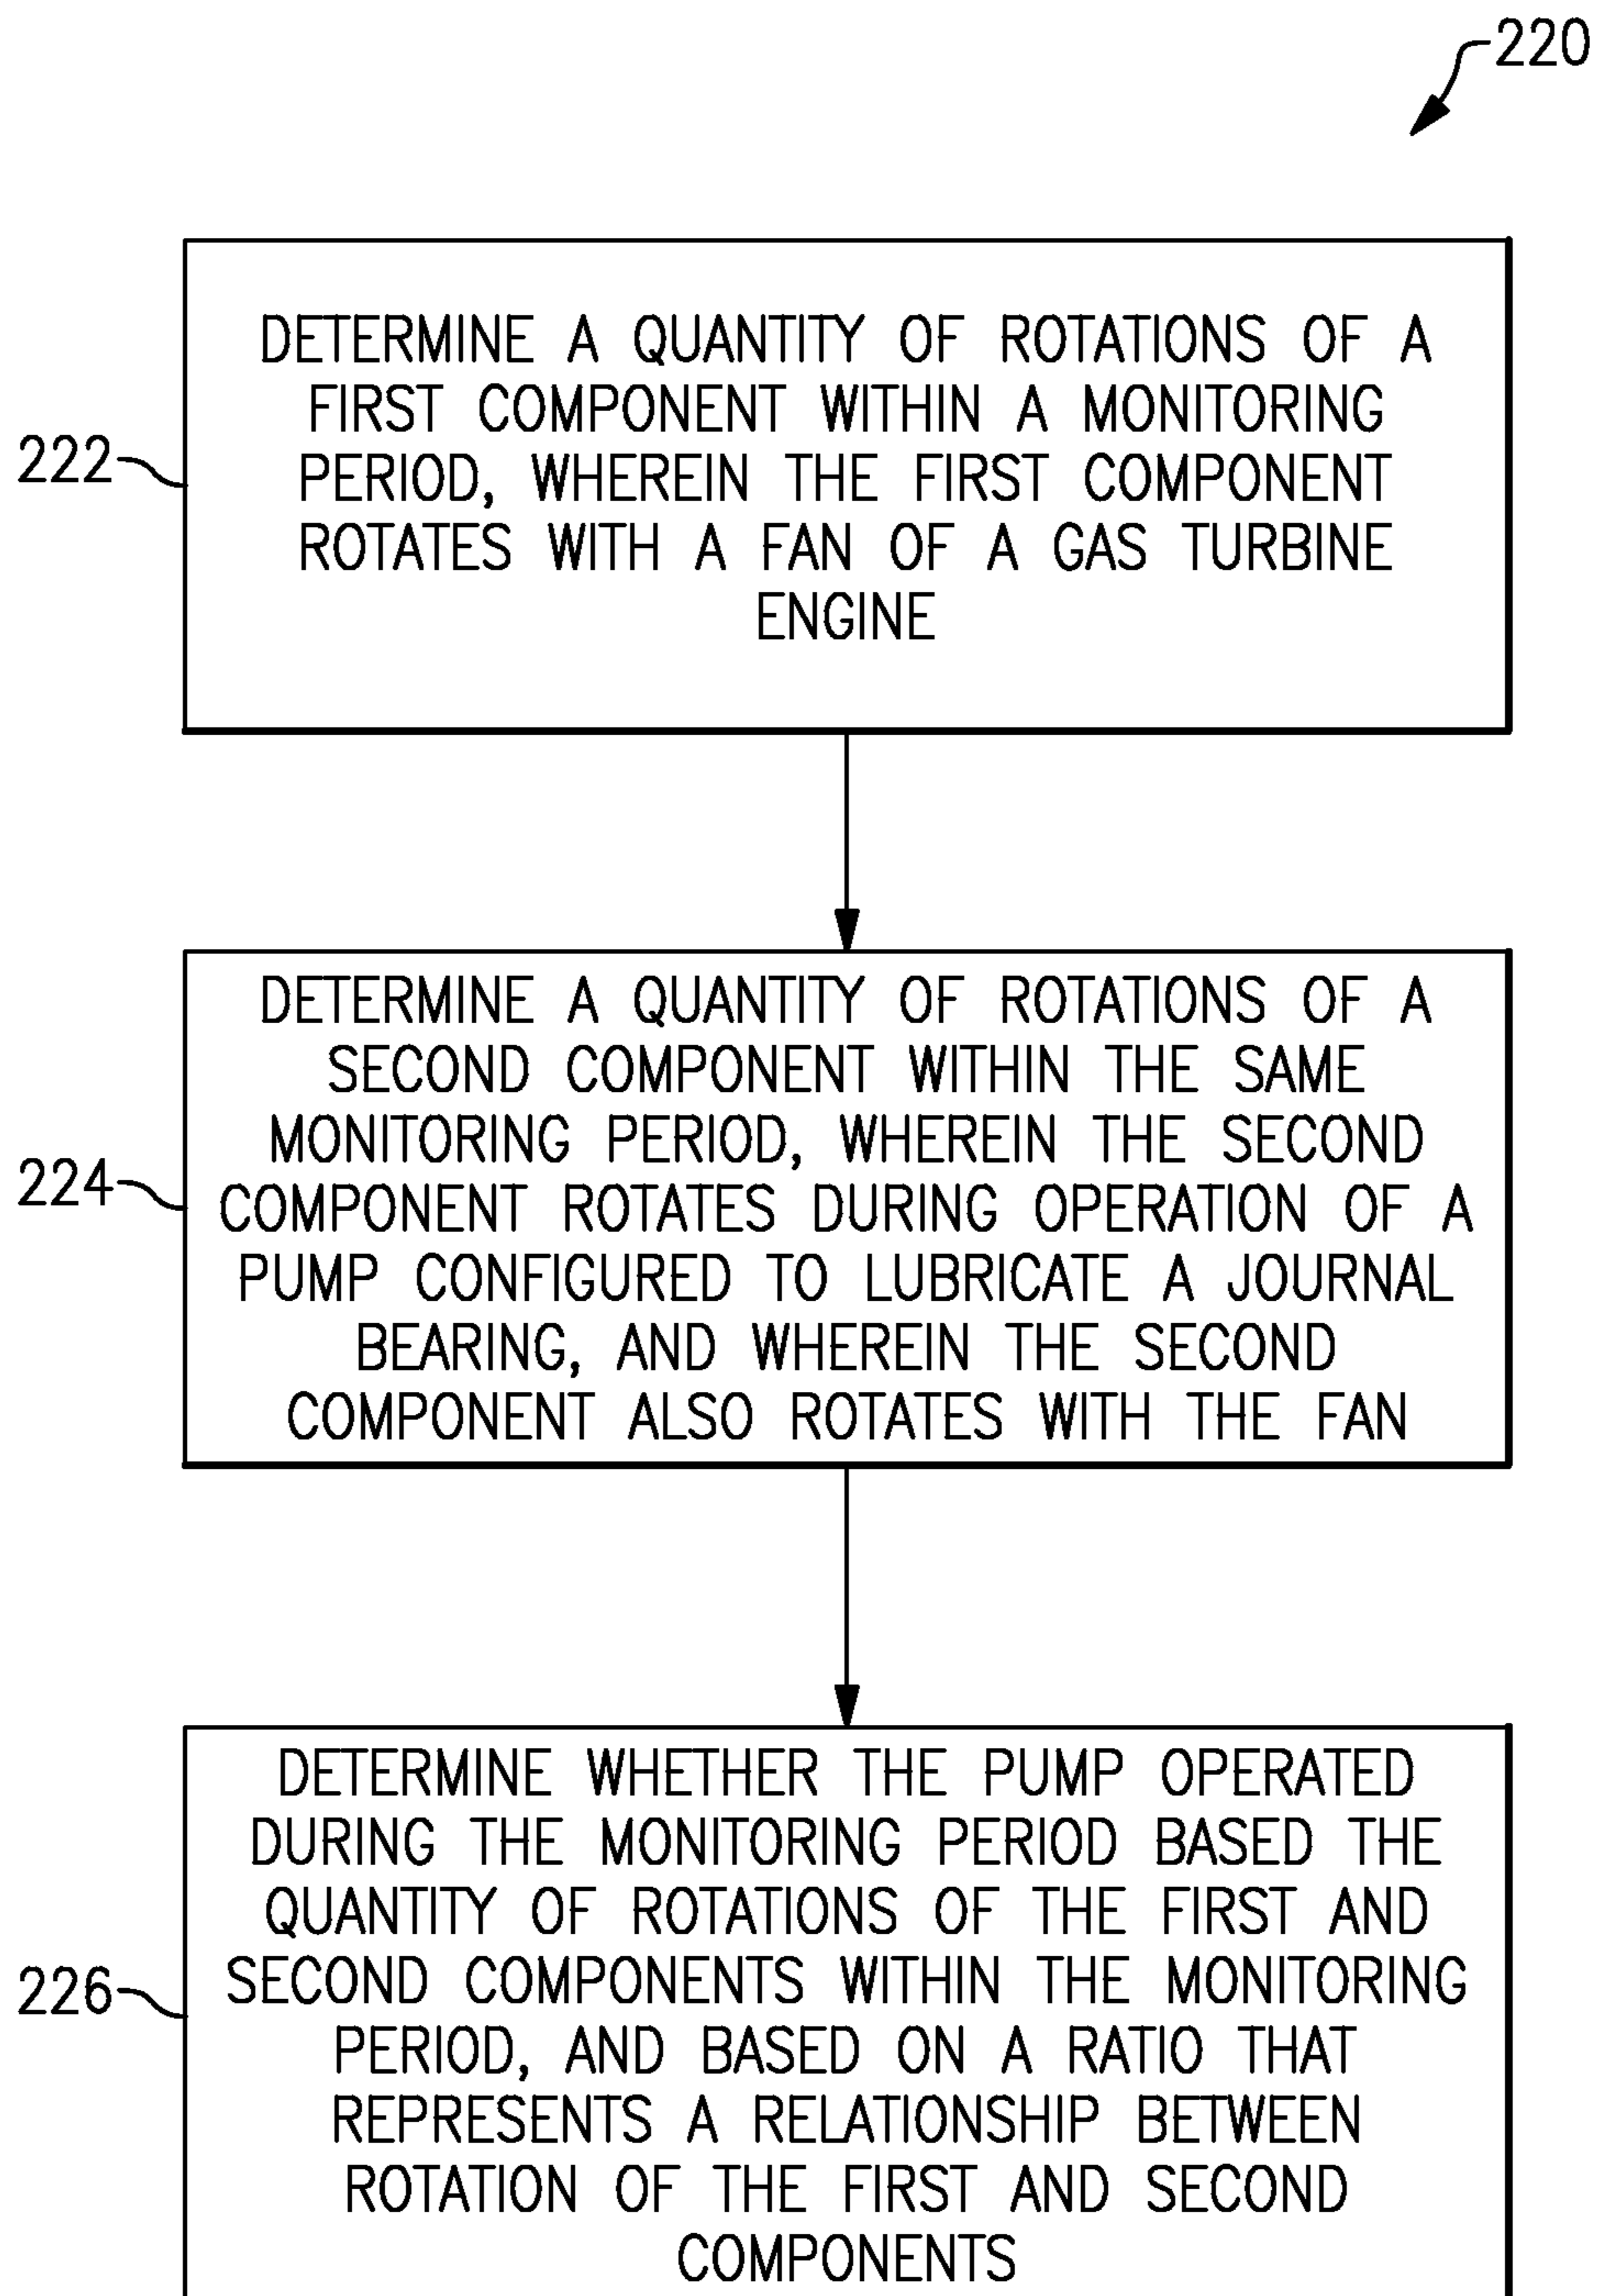 220
DETERMINE A QUANTITY OF ROTATIONS OF A
FIRST COMPONENT WITHIN A MONITORING
PERIOD, WHEREIN THE FIRST COMPONENT
ROTATES WITH A FAN OF A GAS TURBINE
ENGINE
222
DETERMINE A QUANTITY OF ROTATIONS OF A
SECOND COMPONENT WITHIN THE SAME
MONITORING PERIOD, WHEREIN THE SECOND
COMPONENT ROTATES DURING OPERATION OF A
PUMP CONFIGURED TO LUBRICATE A JOURNAL
BEARING, AND WHEREIN THE SECOND
COMPONENT ALSO ROTATES WITH THE FAN
224
DETERMINE WHETHER THE PUMP OPERATED
DURING THE MONITORING PERIOD BASED THE
QUANTITY OF ROTATIONS OF THE FIRST AND
SECOND COMPONENTS WITHIN THE MONITORING
PERIOD, AND BASED ON A RATIO THAT
REPRESENTS A RELATIONSHIP BETWEEN
ROTATION OF THE FIRST AND SECOND
COMPONENTS
226